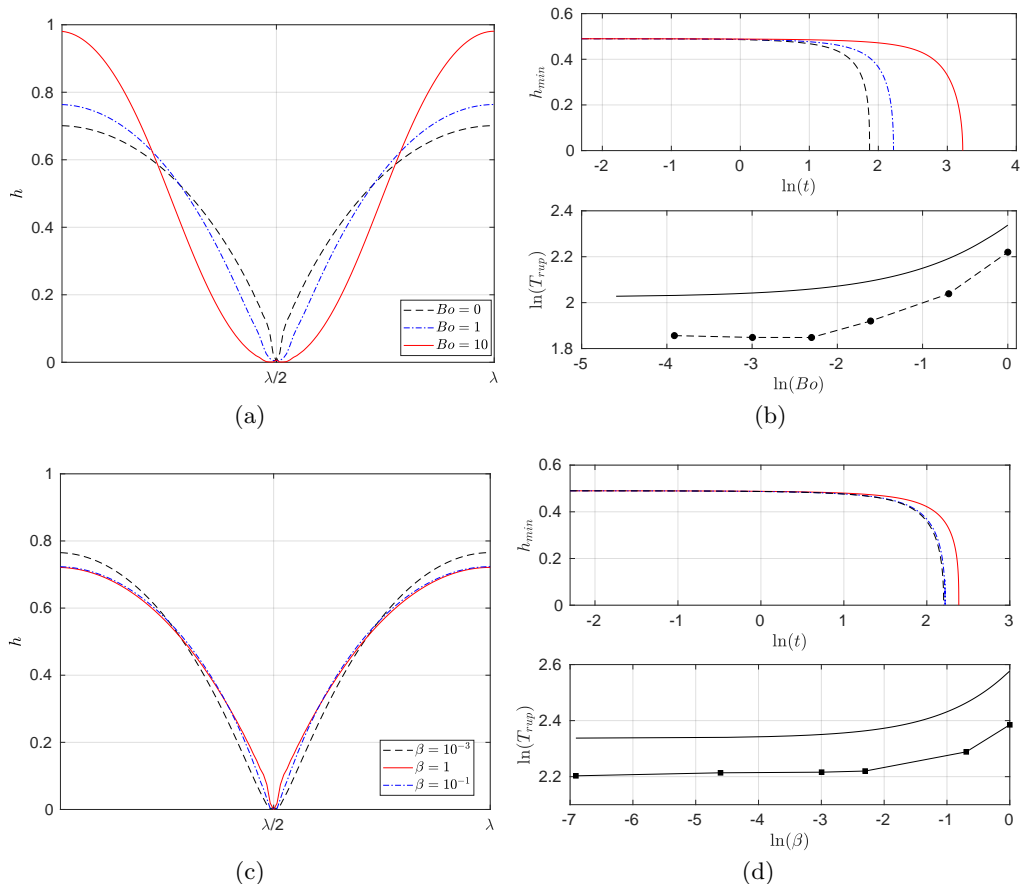 1
0.8
0.6
0.4
0.2
0
h
λ/2
λ
Bo = 0
Bo = 1
Bo = 10
(a)
0.6
0.4
0.2
0
h_min
-2
-1
0
1
2
3
4
ln(t)
2.4
2.2
2
1.8
ln(T_rup)
-5
-4
-3
-2
-1
0
ln(Bo)
(b)
1
0.8
0.6
0.4
0.2
0
h
λ/2
λ
β = 10⁻³
β = 1
β = 10⁻¹
(c)
0.6
0.4
0.2
0
h_min
-2
-1
0
1
2
3
ln(t)
2.6
2.4
2.2
ln(T_rup)
-7
-6
-5
-4
-3
-2
-1
0
ln(β)
(d)